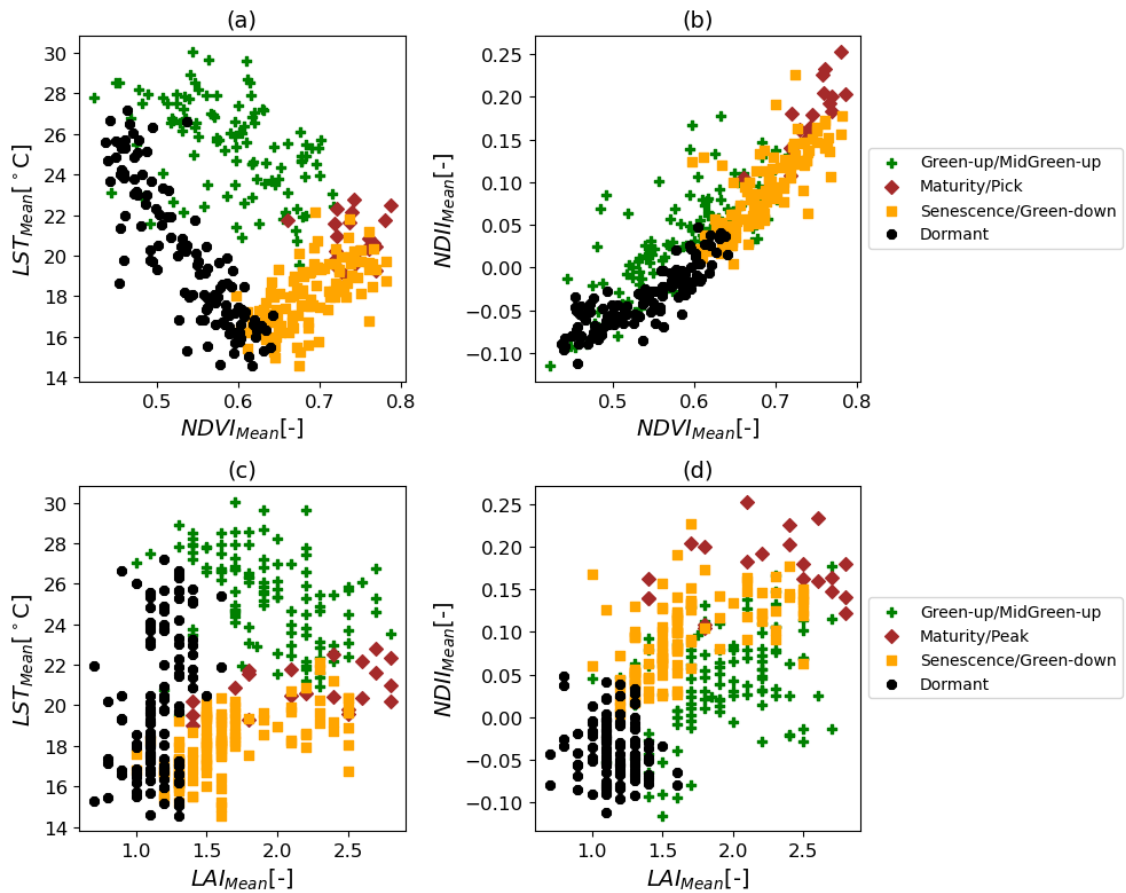 (a)
30
28
26
24
22
20
18
16
14
LST_Mean[°C]
0.5 0.6 0.7 0.8
NDVI_Mean[-]
(b)
0.25
0.20
0.15
0.10
0.05
0.00
−0.05
−0.10
NDII_Mean[-]
0.5 0.6 0.7 0.8
NDVI_Mean[-]
Green-up/MidGreen-up
Maturity/Pick
Senescence/Green-down
Dormant
(c)
30
28
26
24
22
20
18
16
14
LST_Mean[°C]
1.0 1.5 2.0 2.5
LAI_Mean[-]
(d)
0.25
0.20
0.15
0.10
0.05
0.00
−0.05
−0.10
NDII_Mean[-]
1.0 1.5 2.0 2.5
LAI_Mean[-]
Green-up/MidGreen-up
Maturity/Peak
Senescence/Green-down
Dormant